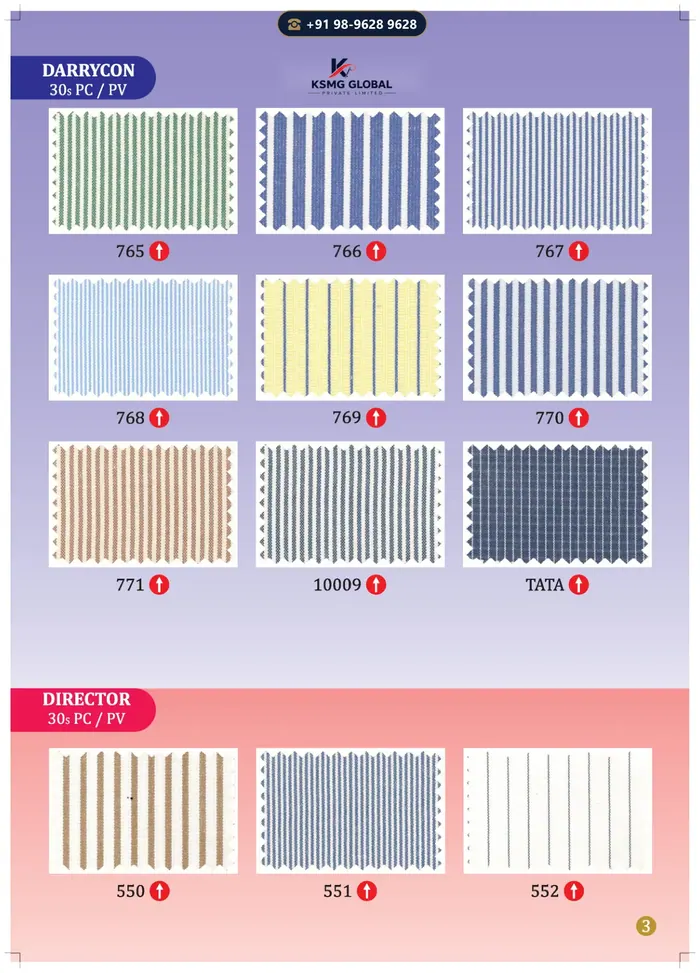 +91 98-9628 9628
DARRYCON
30s PC / PV
KSMG GLOBAL
PRIVATE LIMITED
765
766
767
768
769
770
771
10009
TATA
DIRECTOR
30s PC / PV
550
551
552
3